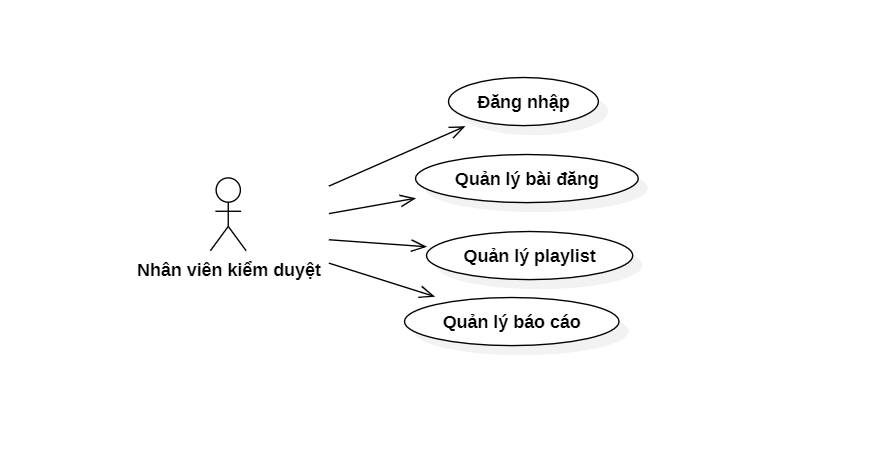 Đăng nhập
Quản lý bài đăng
Nhân viên kiểm duyệt
Quản lý playlist
Quản lý báo cáo